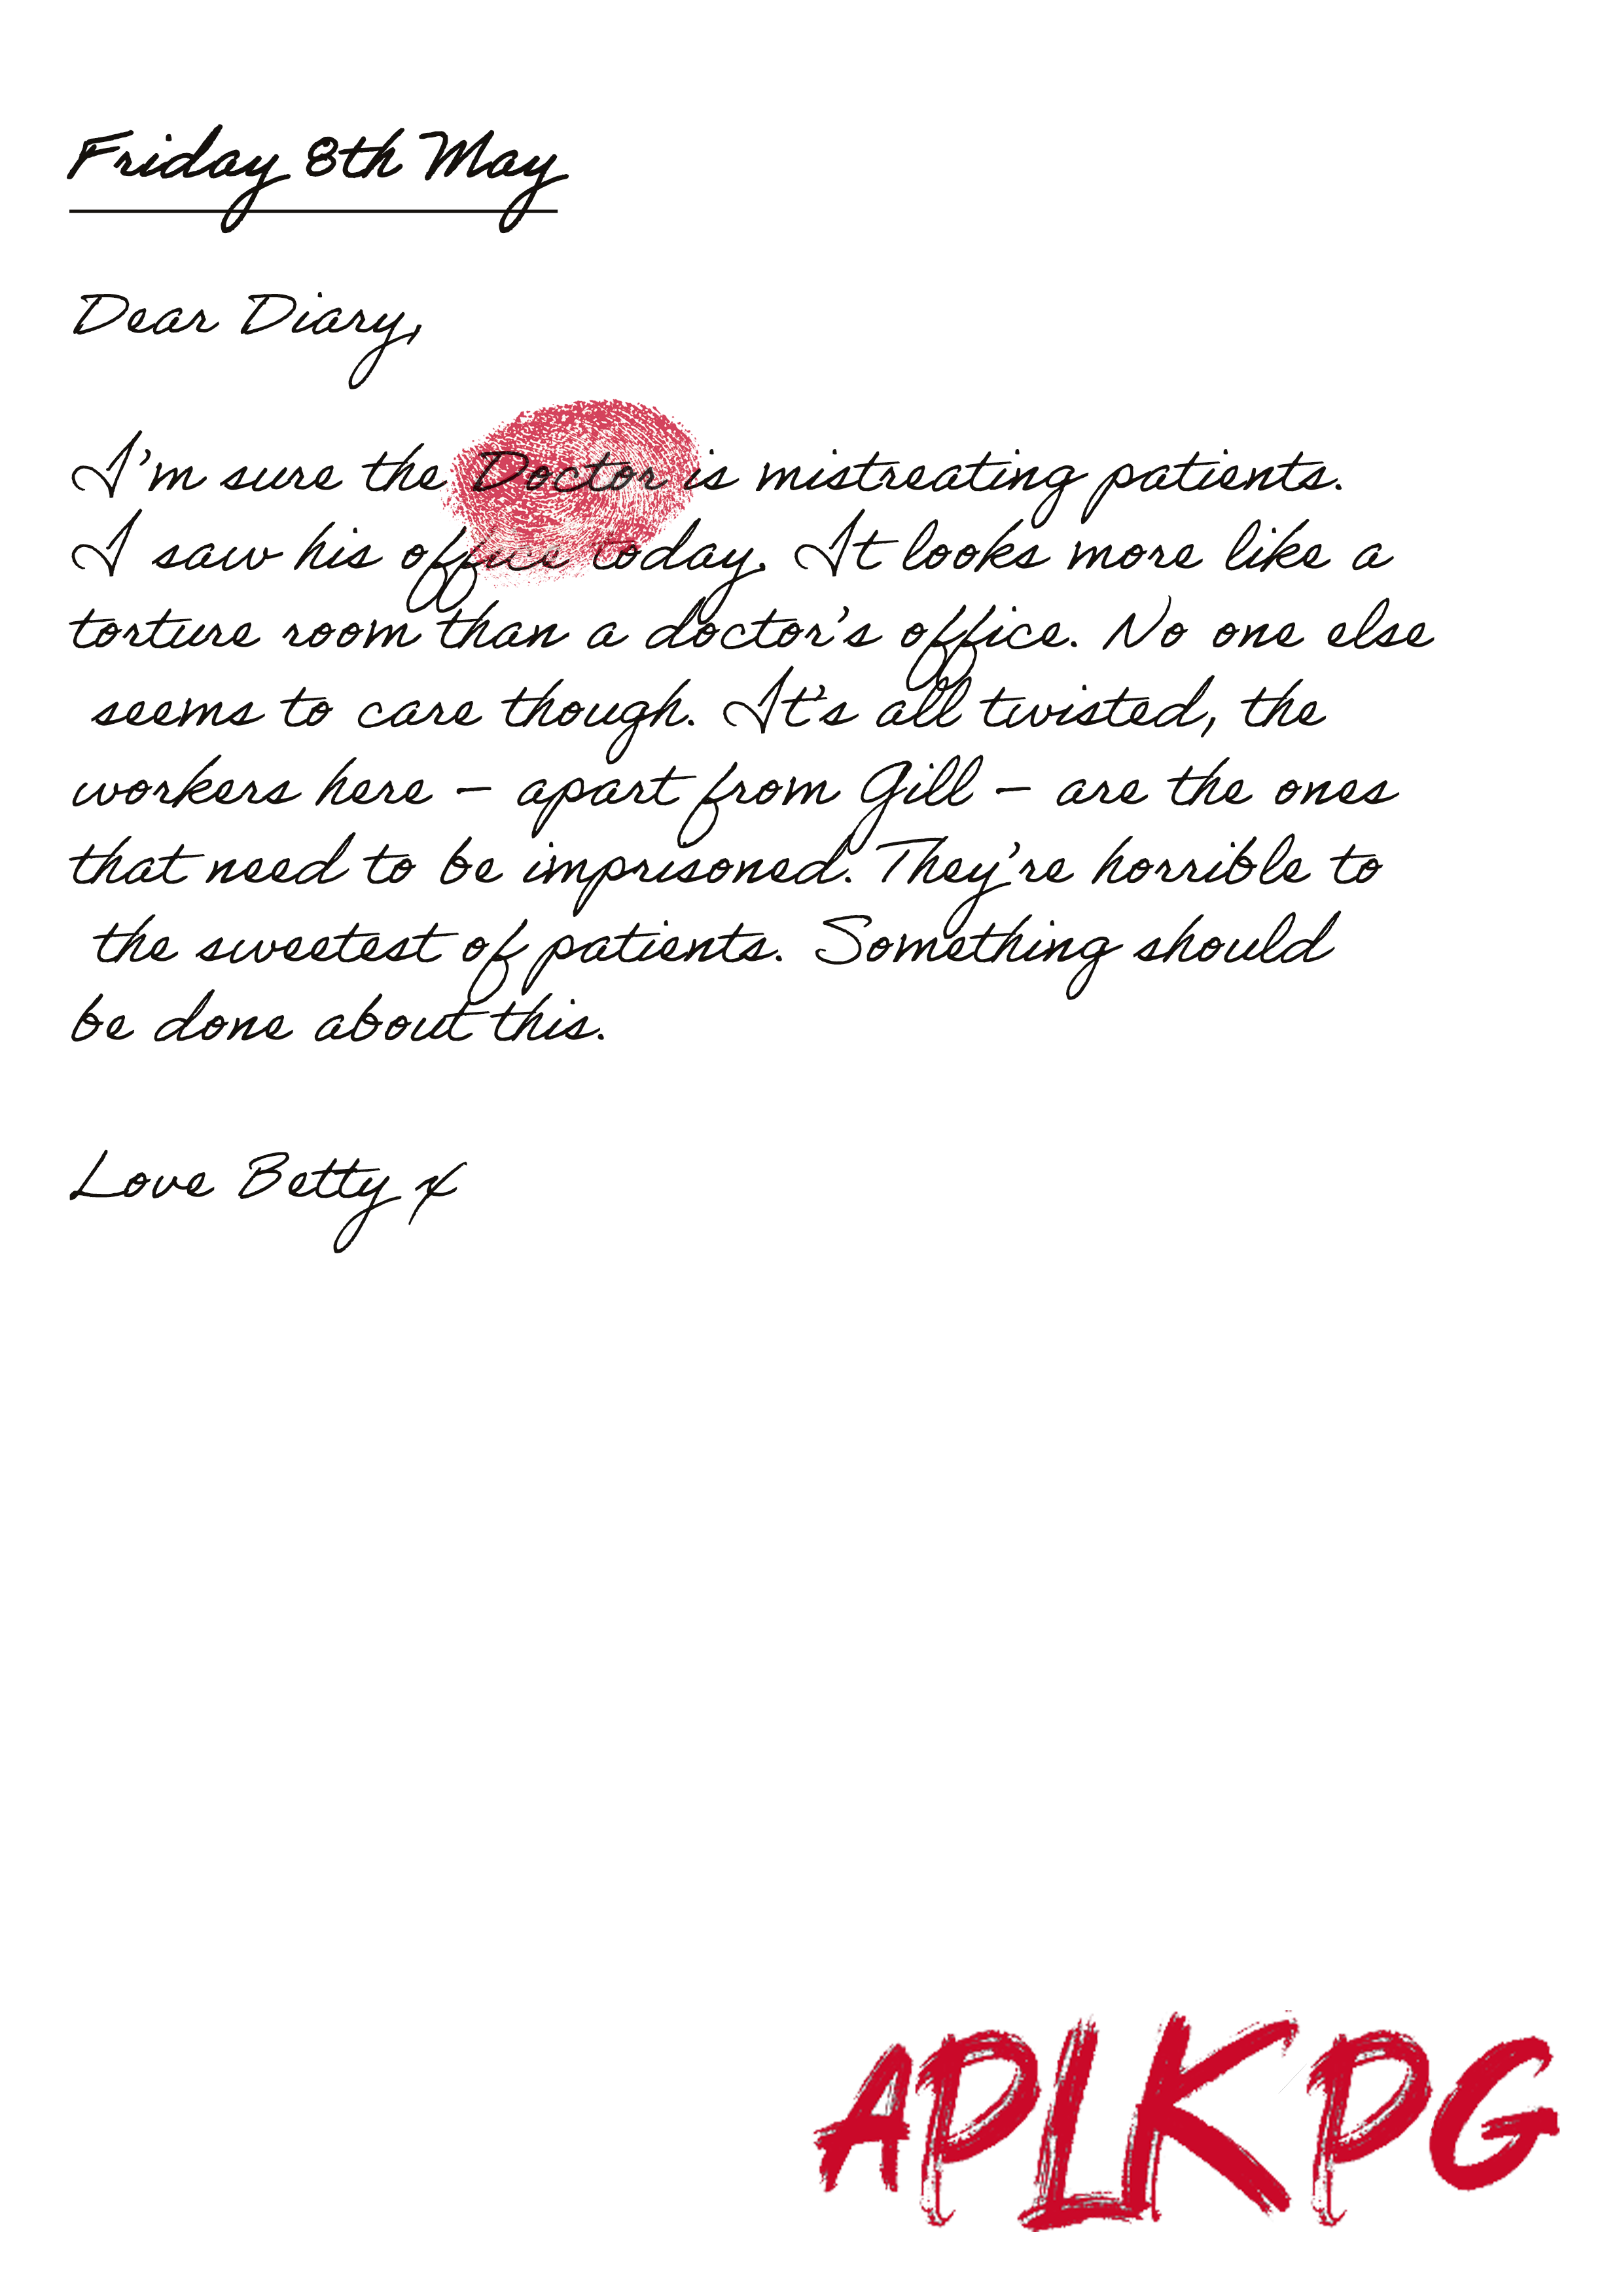 Friday 8th May
Dear Diary,
I'm sure the Doctor is mistreating patients.
I saw his office today. It looks more like a
torture room than a doctor's office. No one else
seems to care though. It's all twisted, the
workers here – apart from Gill – are the ones
that need to be imprisoned. They're horrible to
the sweetest of patients. Something should
be done about this.
Love Betty x
APLKPG